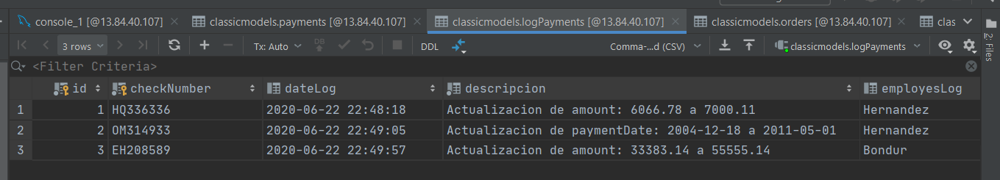 console_1 [@13.84.40.107] classicmodels.payments [@13.84.40.107] classicmodels.logPayments [@13.84.40.107] classicmodels.orders [@13.84.40.107] clas
3 rows Tx: Auto DB DDL Comma-...d (CSV) classicmodels.logPayments
<Filter Criteria>
id checkNumber dateLog descripcion employesLog
1 1 HQ336336 2020-06-22 22:48:18 Actualizacion de amount: 6066.78 a 7000.11 Hernandez
2 2 OM314933 2020-06-22 22:49:05 Actualizacion de paymentDate: 2004-12-18 a 2011-05-01 Hernandez
3 3 EH208589 2020-06-22 22:49:57 Actualizacion de amount: 33383.14 a 55555.14 Bondur
2: Files